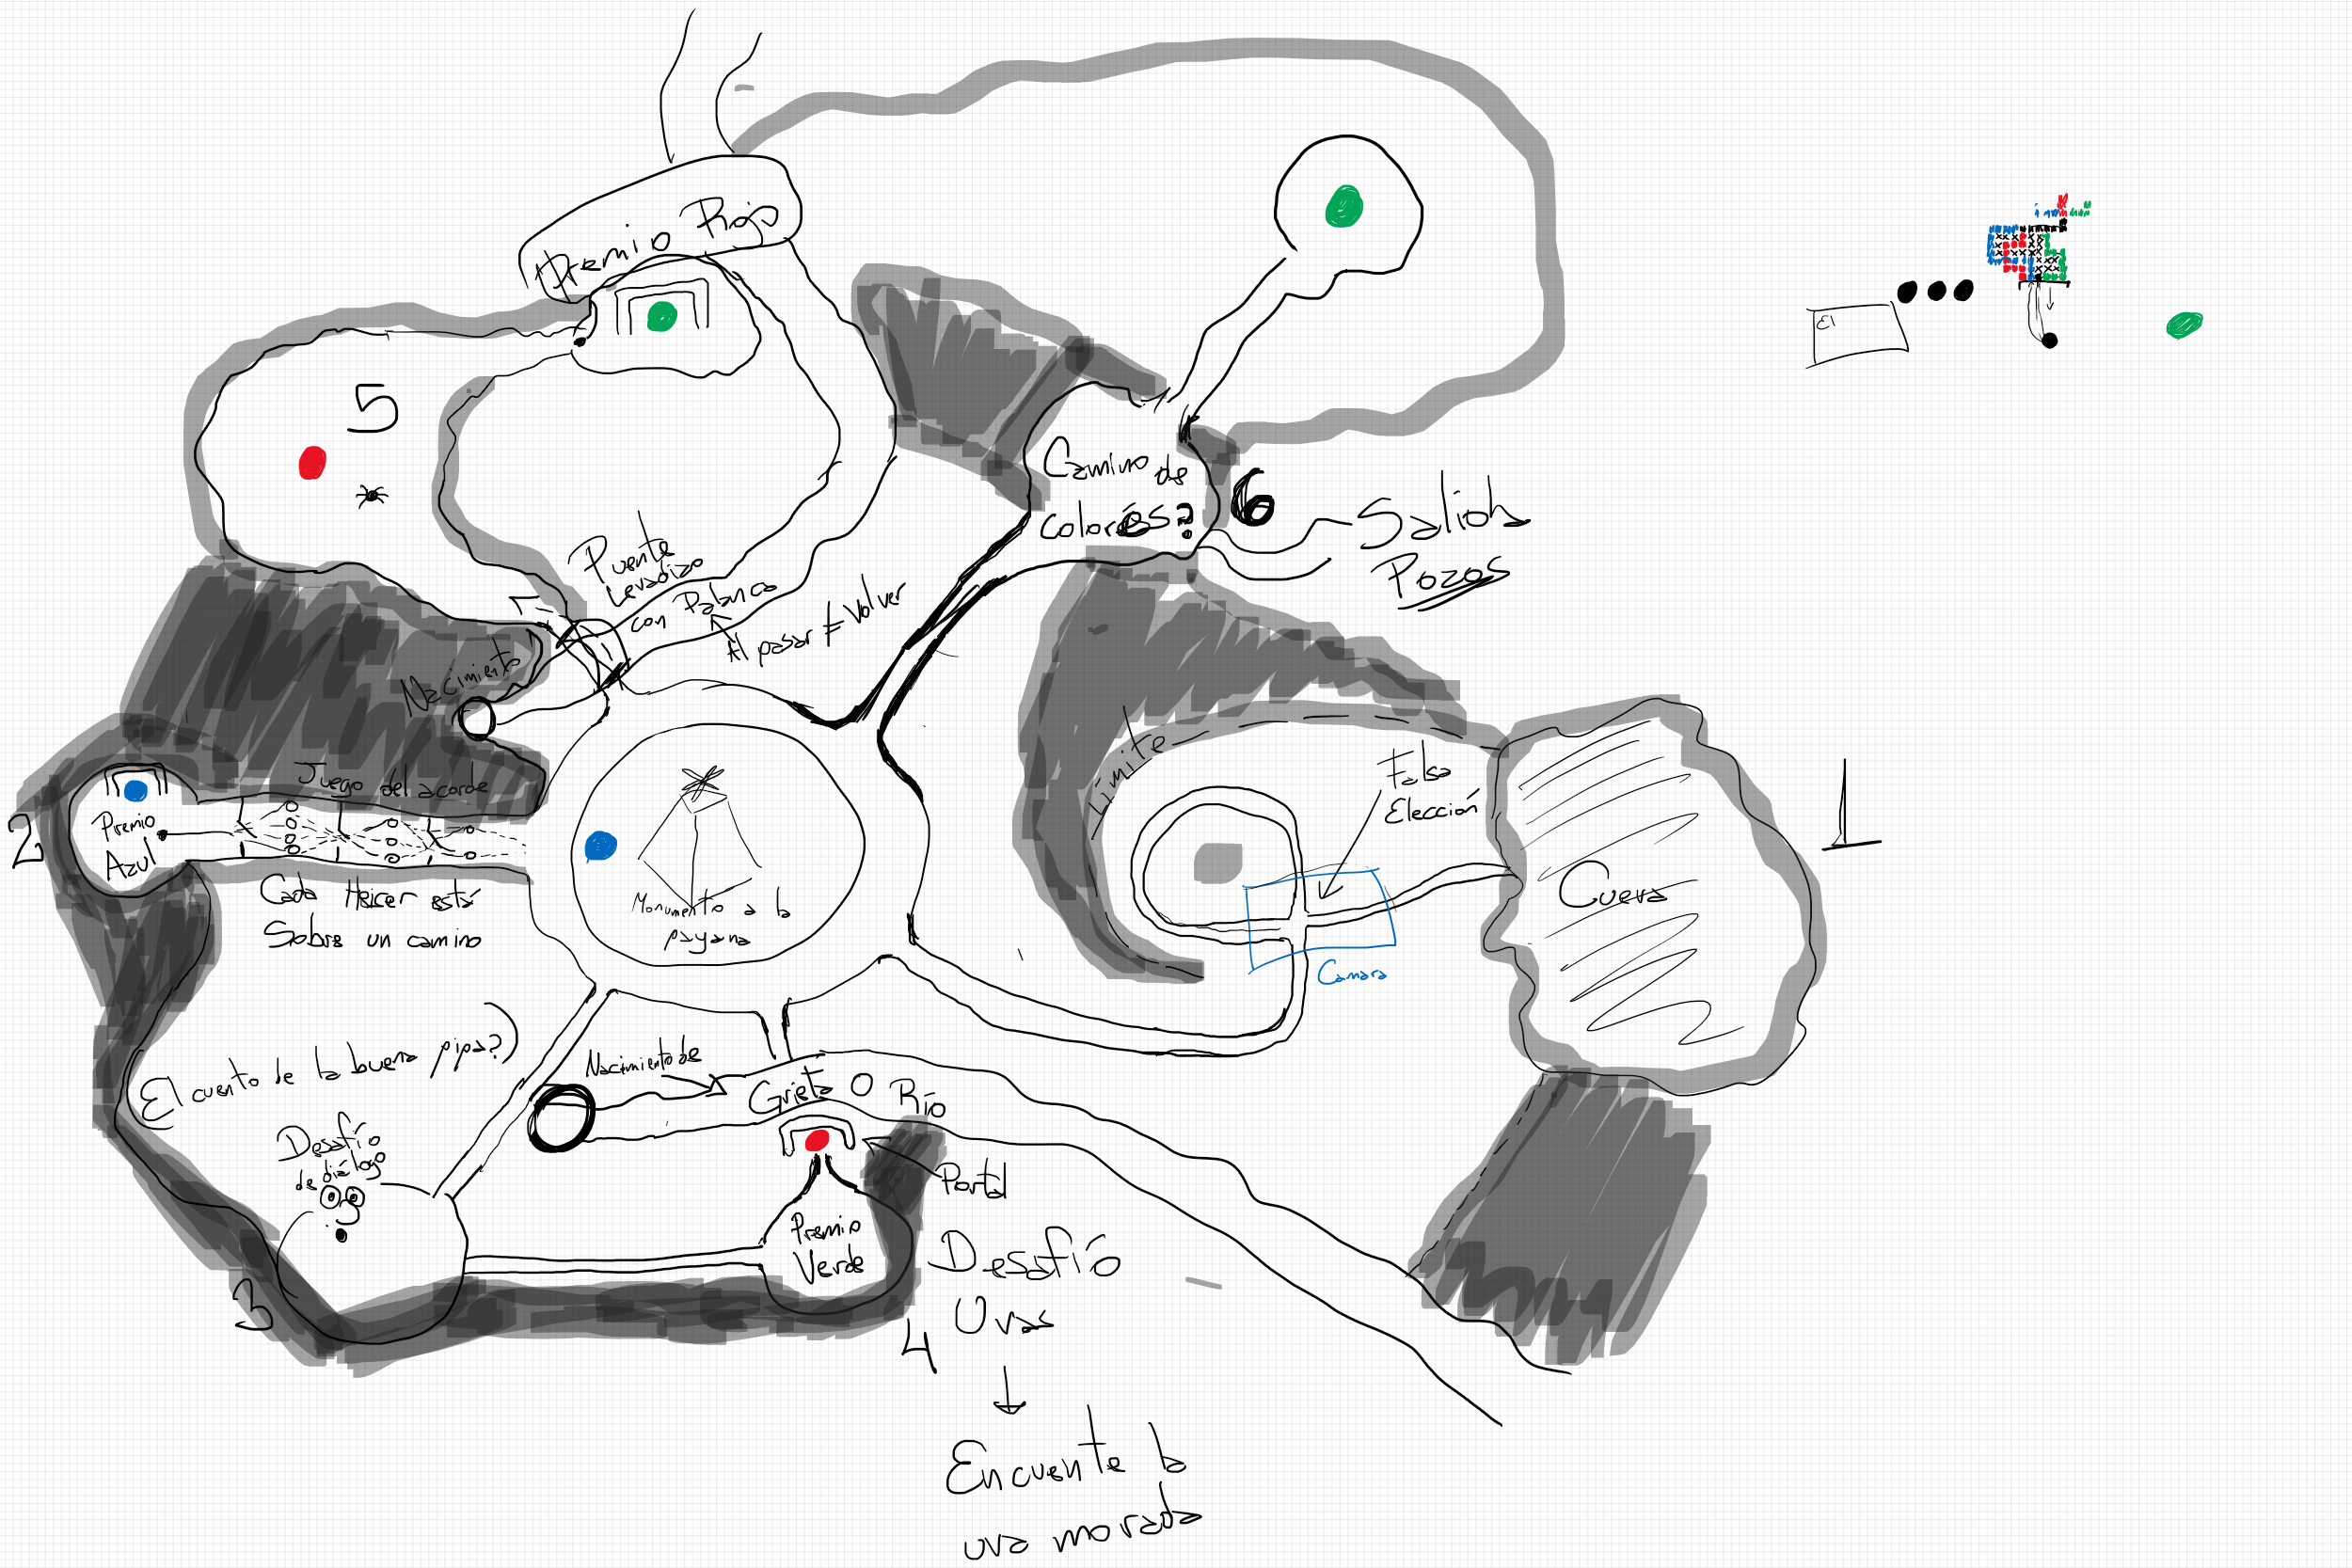 Premio Rojo
5
Camino de
colores?
6
Salida
Pozos
El
Puente
Levadizo
con Palanca
Al pasar ≠ Volver
Nacimiento
Juego del acorde
2
Premio
Azul
Cada Heicer está
Sobre un camino
Monumento a la
payana
Límite
Falsa
Elección
Camara
Cueva
1
El cuento de la buena pipa?)
Nacimiento de
Grieta O Río
Desafío
de diálogo
3
Portal
Premio
Verde
4
Desafío
Uvas
Encuente la
uva morada